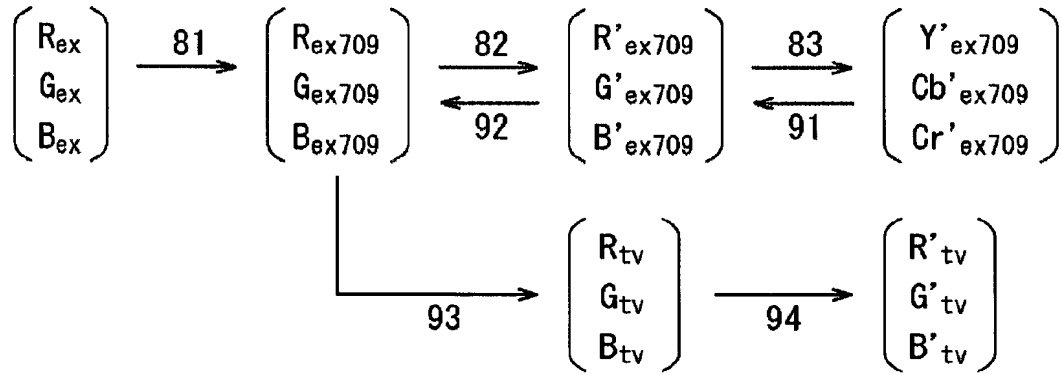 Rex 81 Rex709 82 R’ex709 83 Y’ex709
Gex Gex709 G’ex709 Cb’ex709
Bex Bex709 92 B’ex709 91 Cr’ex709
Rtv R’tv
93 Gtv 94 G’tv
Btv B’tv